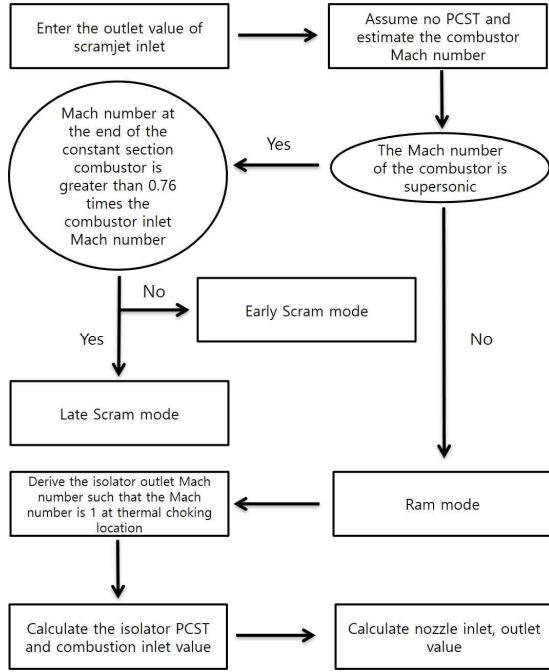 Enter the outlet value of
scramjet inlet
Assume no PCST and
estimate the combustor
Mach number
Mach number at
the end of the
constant section
combustor is
greater than 0.76
times the
combustor inlet
Mach number
Yes
The Mach number
of the combustor is
supersonic
No
Early Scram mode
Yes
No
Late Scram mode
Derive the isolator outlet Mach
number such that the Mach
number is 1 at thermal choking
location
Ram mode
Calculate the isolator PCST
and combustion inlet value
Calculate nozzle inlet, outlet
value